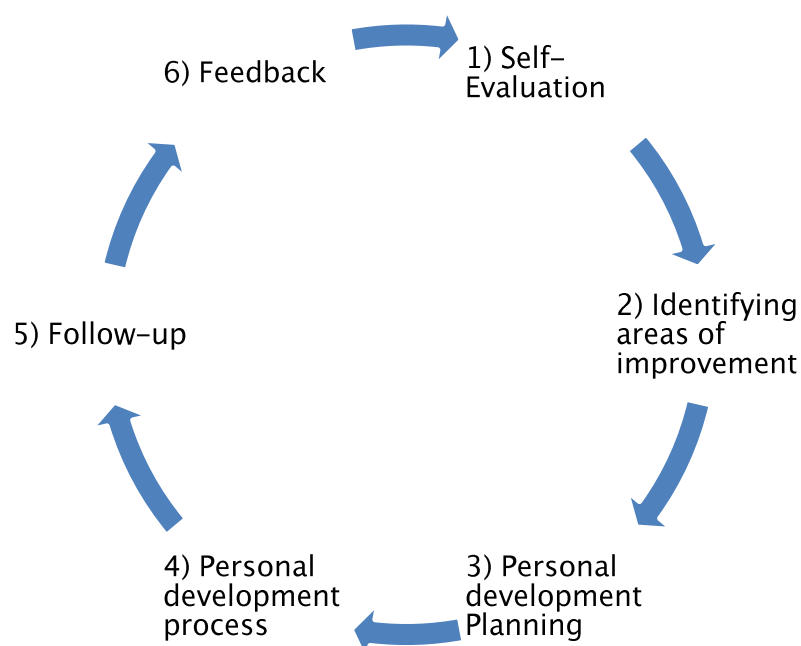 1) Self-
Evaluation
2) Identifying
areas of
improvement
3) Personal
development
Planning
4) Personal
development
process
5) Follow-up
6) Feedback